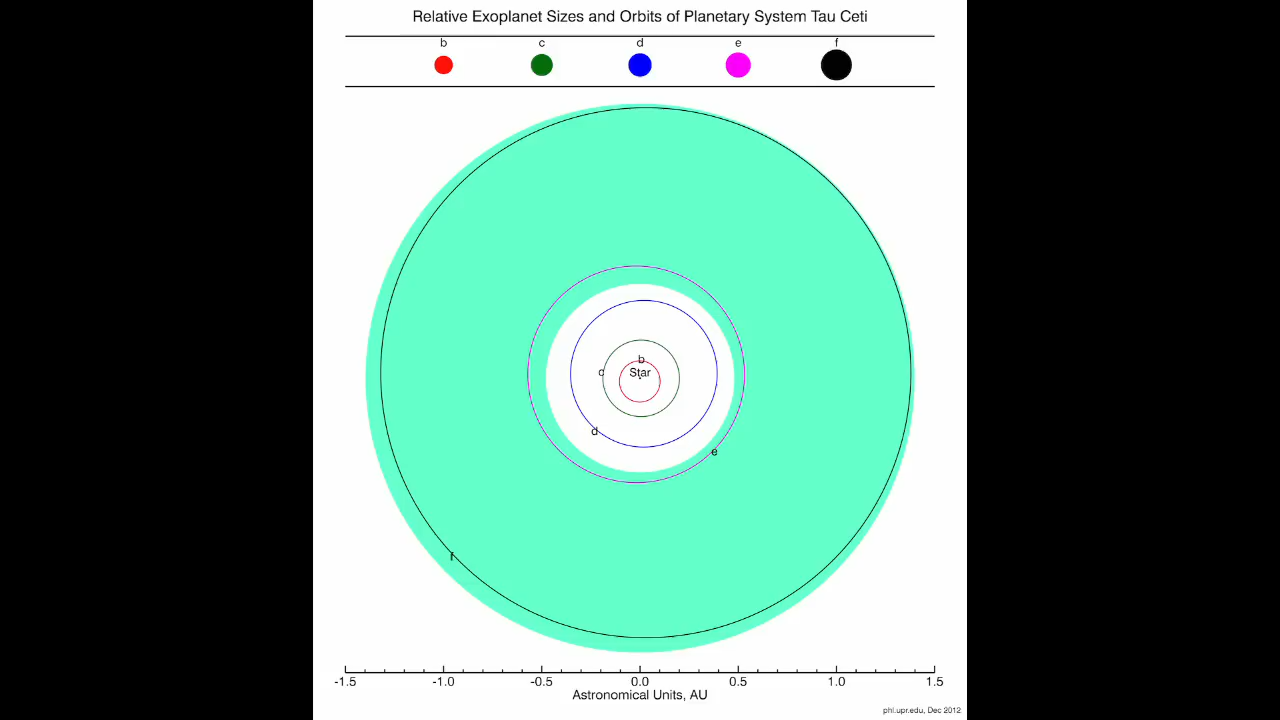 Relative Exoplanet Sizes and Orbits of Planetary System Tau Ceti
b c d e f
b
c Star
d
e
f
-1.5 -1.0 -0.5 0.0 0.5 1.0 1.5
Astronomical Units, AU
phl.upr.edu, Dec 2012